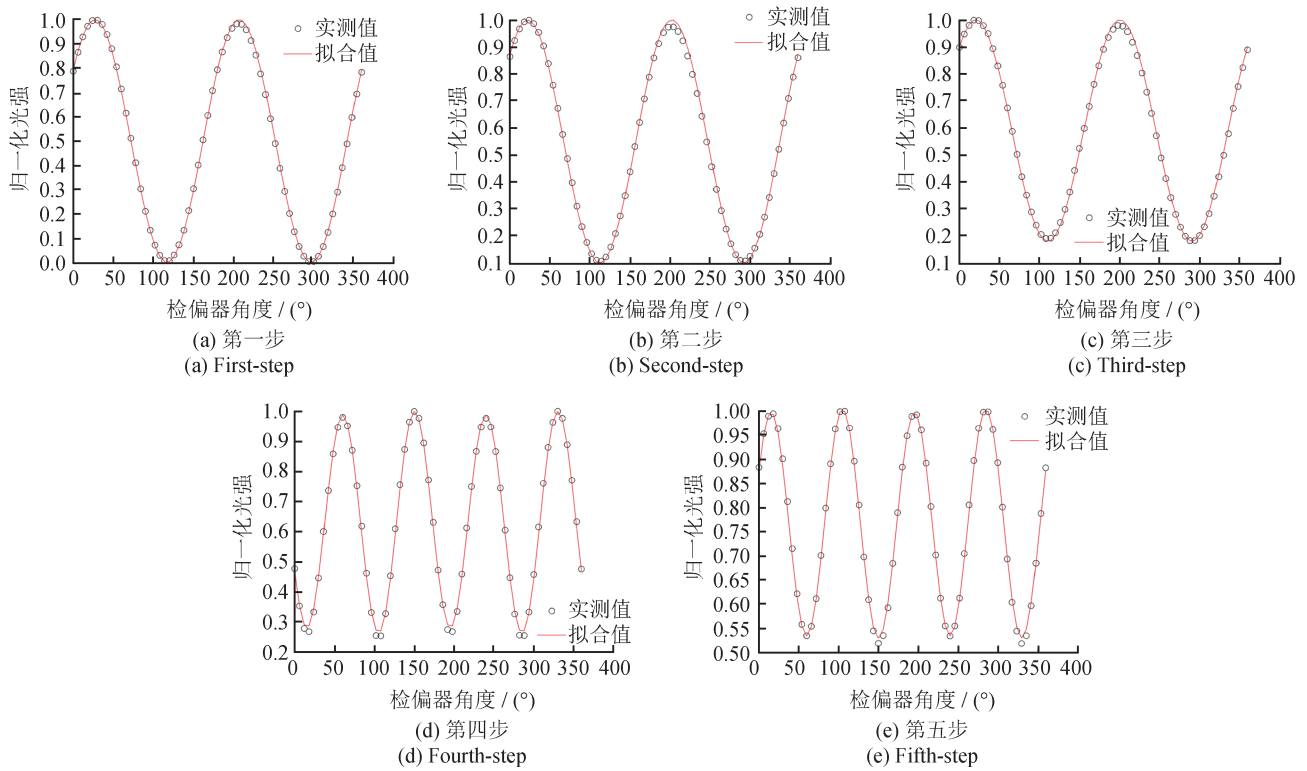 1.0
0.9
0.8
0.7
0.6
0.5
0.4
0.3
0.2
0.1
0.0
归一化光强
实测值
拟合值
0 50 100 150 200 250 300 350 400
检偏器角度 / (°)
(a) 第一步
(a) First-step
1.0
0.9
0.8
0.7
0.6
0.5
0.4
0.3
0.2
0.1
归一化光强
实测值
拟合值
0 50 100 150 200 250 300 350 400
检偏器角度 / (°)
(b) 第二步
(b) Second-step
1.0
0.9
0.8
0.7
0.6
0.5
0.4
0.3
0.2
0.1
归一化光强
实测值
拟合值
0 50 100 150 200 250 300 350 400
检偏器角度 / (°)
(c) 第三步
(c) Third-step
1.0
0.9
0.8
0.7
0.6
0.5
0.4
0.3
0.2
归一化光强
实测值
拟合值
0 50 100 150 200 250 300 350 400
检偏器角度 / (°)
(d) 第四步
(d) Fourth-step
1.00
0.95
0.90
0.85
0.80
0.75
0.70
0.65
0.60
0.55
0.50
归一化光强
实测值
拟合值
0 50 100 150 200 250 300 350 400
检偏器角度 / (°)
(e) 第五步
(e) Fifth-step